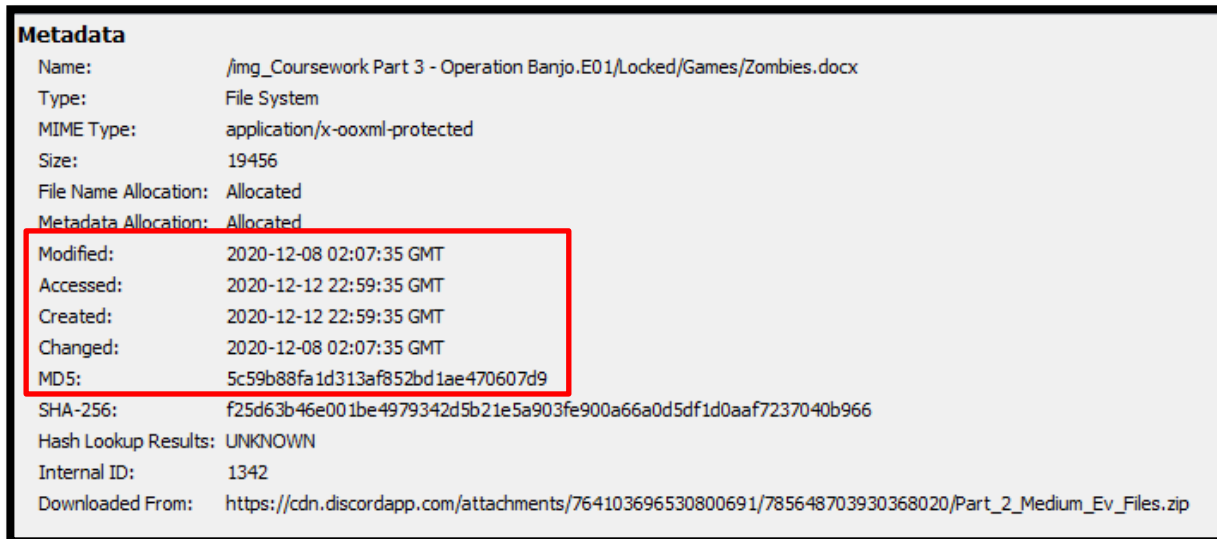 Metadata
Name: /img_Coursework Part 3 - Operation Banjo.E01/Locked/Games/Zombies.docx
Type: File System
MIME Type: application/x-ooxml-protected
Size: 19456
File Name Allocation: Allocated
Metadata Allocation: Allocated
Modified: 2020-12-08 02:07:35 GMT
Accessed: 2020-12-12 22:59:35 GMT
Created: 2020-12-12 22:59:35 GMT
Changed: 2020-12-08 02:07:35 GMT
MD5: 5c59b88fa1d313af852bd1ae470607d9
SHA-256: f25d63b46e001be4979342d5b21e5a903fe900a66a0d5df1d0aaf7237040b966
Hash Lookup Results: UNKNOWN
Internal ID: 1342
Downloaded From: https://cdn.discordapp.com/attachments/764103696530800691/785648703930368020/Part_2_Medium_Ev_Files.zip